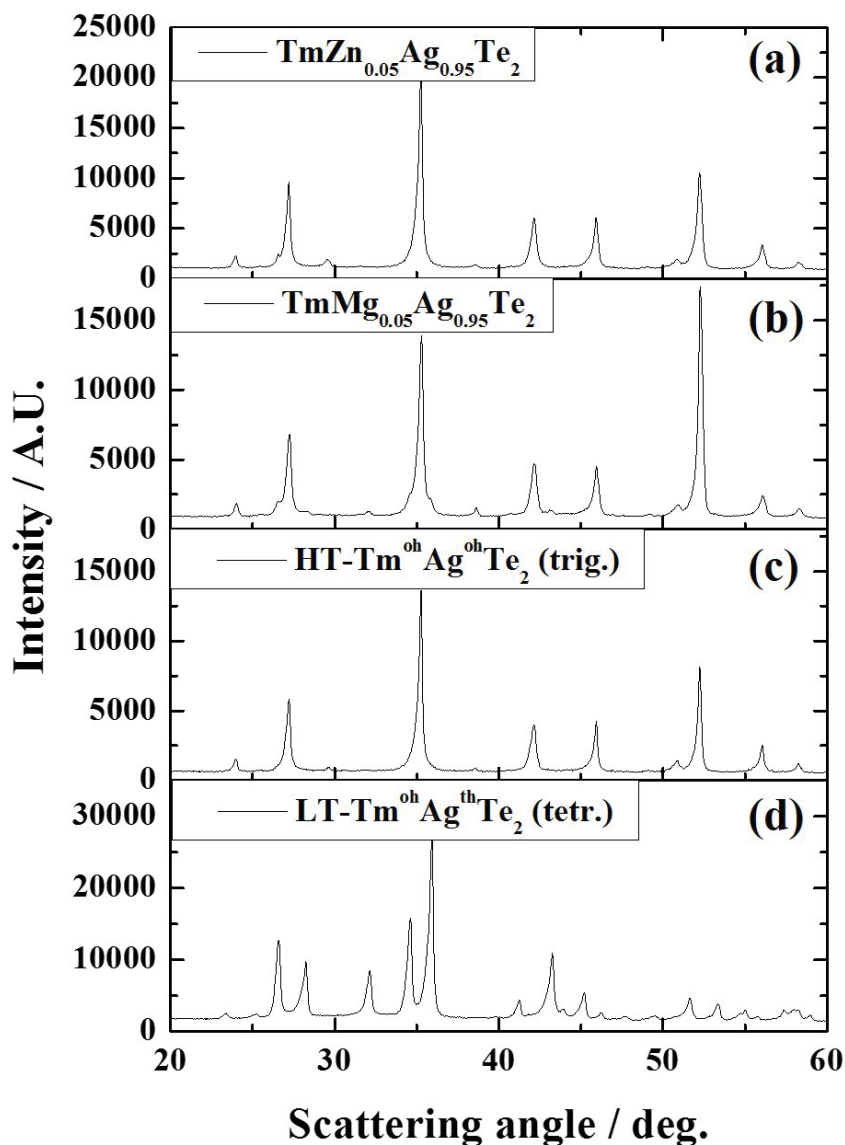 25000
20000
15000
10000
5000
0
TmZn0.05Ag0.95Te2
(a)
15000
10000
5000
0
TmMg0.05Ag0.95Te2
(b)
15000
10000
5000
0
HT-TmohAgohTe2 (trig.)
(c)
30000
20000
10000
0
LT-TmohAgthTe2 (tetr.)
(d)
20 30 40 50 60
Intensity / A.U.
Scattering angle / deg.